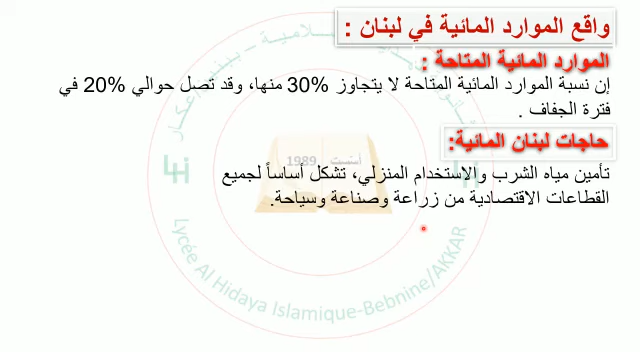 واقع الموارد المائية في لبنان :
الموارد المائية المتاحة :
إن نسبة الموارد المائية المتاحة لا يتجاوز %30 منها، وقد تصل حوالي %20 في
فترة الجفاف .
حاجات لبنان المائية:
تأمين مياه الشرب والاستخدام المنزلي، تشكل أساساً لجميع
القطاعات الاقتصادية من زراعة وصناعة وسياحة.
أسست 1989
Lycée Al Hidaya Islamique-Bebnine/AKKAR